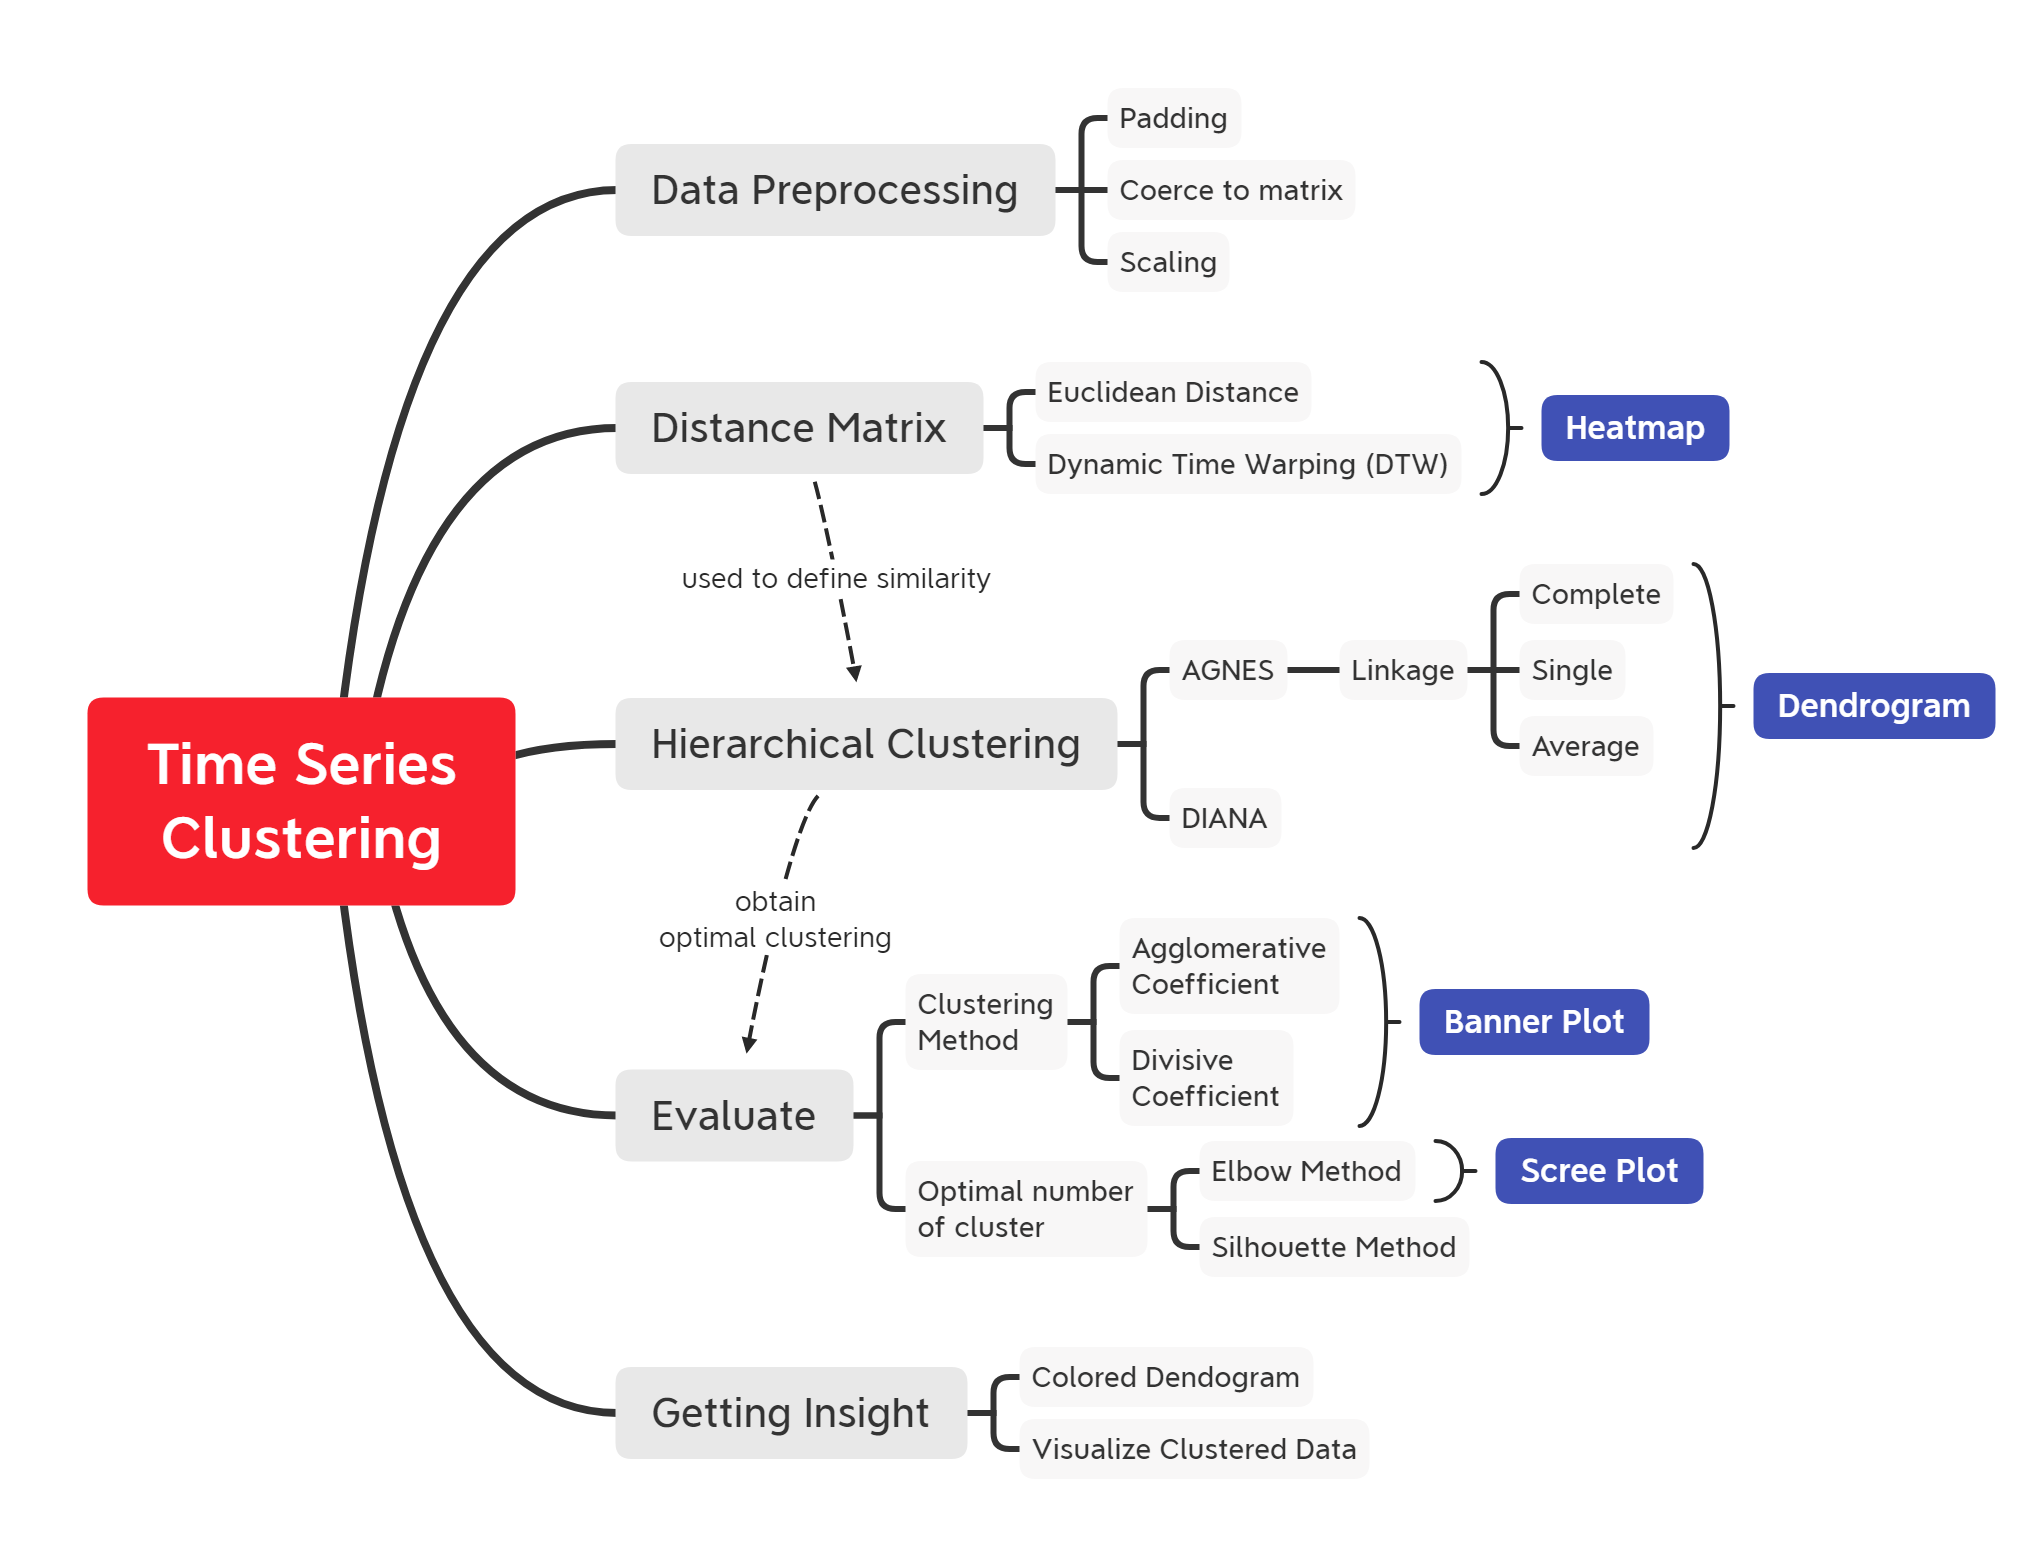 Time Series
Clustering
Data Preprocessing
Padding
Coerce to matrix
Scaling
Distance Matrix
Euclidean Distance
Dynamic Time Warping (DTW)
Heatmap
used to define similarity
Hierarchical Clustering
AGNES
Linkage
Complete
Single
Average
DIANA
Dendrogram
obtain
optimal clustering
Evaluate
Clustering
Method
Agglomerative
Coefficient
Divisive
Coefficient
Banner Plot
Optimal number
of cluster
Elbow Method
Scree Plot
Silhouette Method
Getting Insight
Colored Dendogram
Visualize Clustered Data